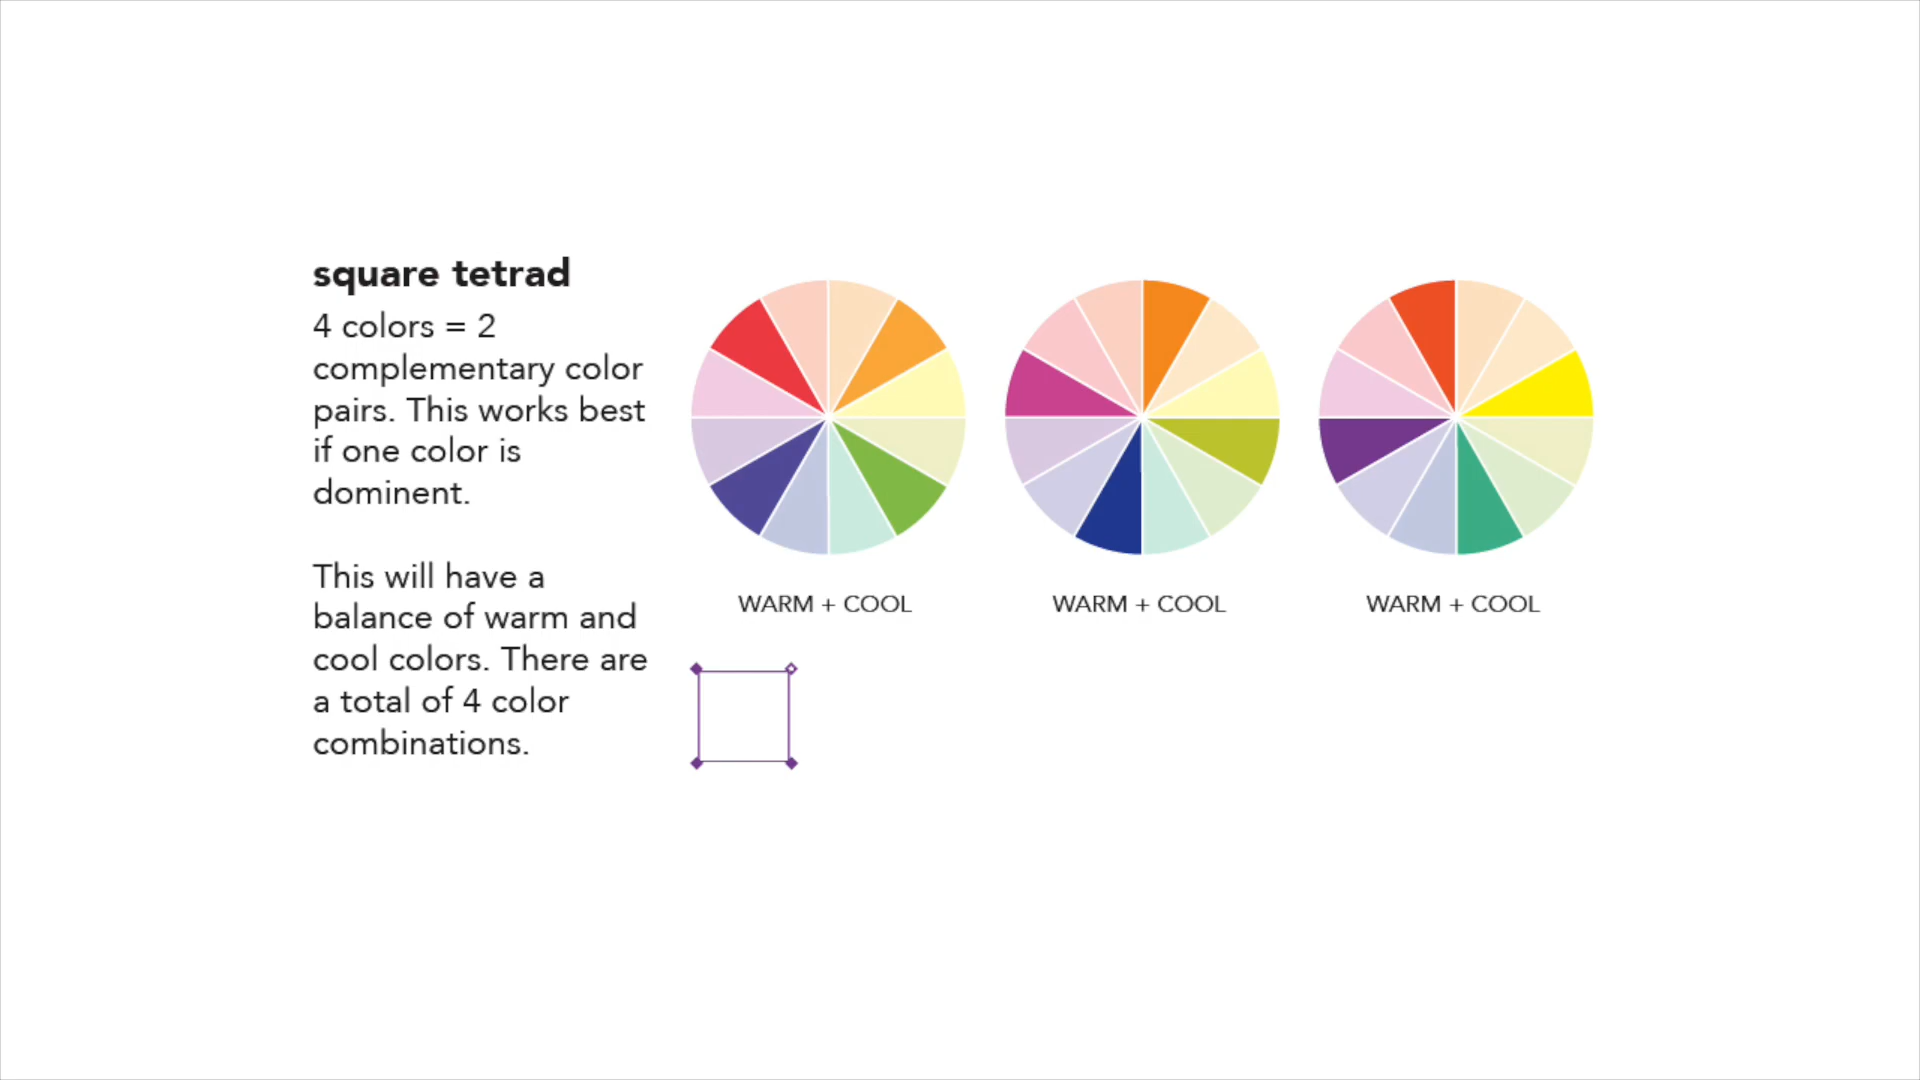 square tetrad
4 colors = 2
complementary color
pairs. This works best
if one color is
dominent.
This will have a
balance of warm and
cool colors. There are
a total of 4 color
combinations.
WARM + COOL
WARM + COOL
WARM + COOL